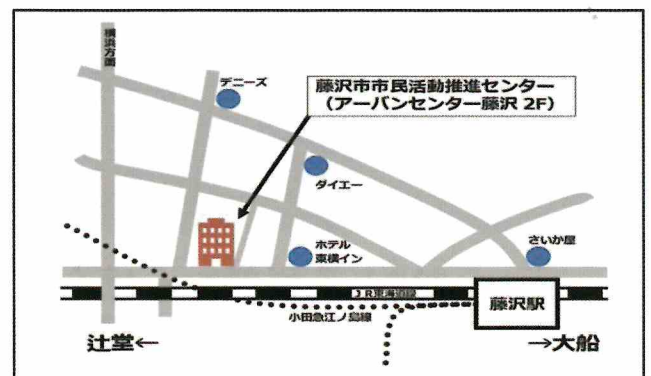 横浜方面
デニーズ
藤沢市市民活動推進センター
（アーバンセンター藤沢 2F）
ダイエー
ホテル
東横イン
さいか屋
ＪＲ東海道線
藤沢駅
小田急江ノ島線
辻堂←
→大船